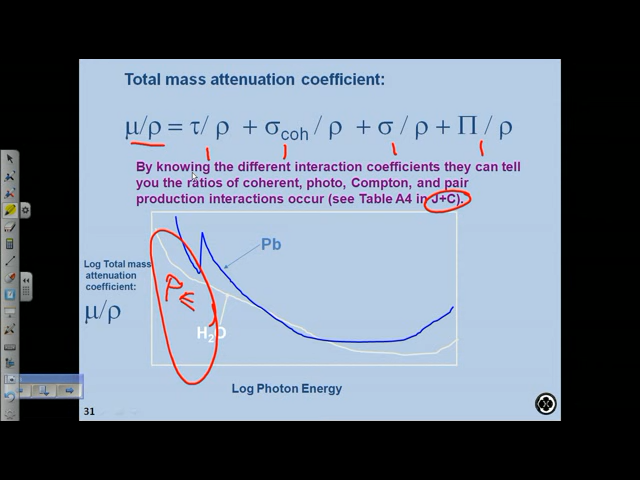 Total mass attenuation coefficient:
μ/ρ = τ/ ρ + σcoh / ρ + σ / ρ + Π / ρ
By knowing the different interaction coefficients they can tell
you the ratios of coherent, photo, Compton, and pair
production interactions occur (see Table A4 in J+C).
Pb
Log Total mass
attenuation
coefficient:
μ/ρ
PE
H2O
Log Photon Energy
31